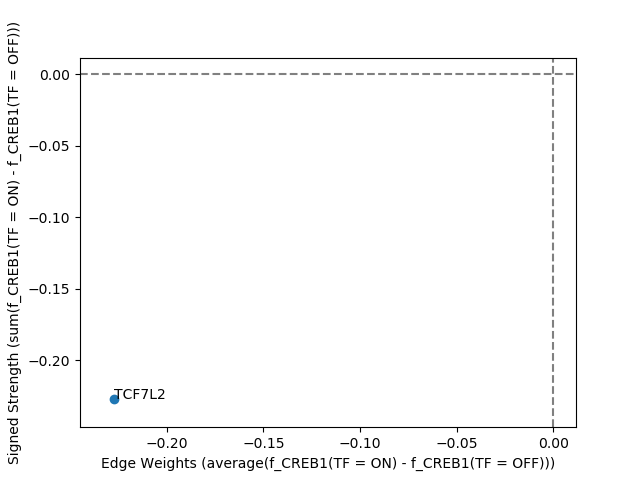 Signed Strength (sum(f_CREB1(TF = ON) - f_CREB1(TF = OFF)))
0.00
−0.05
−0.10
−0.15
−0.20
TCF7L2
−0.20 −0.15 −0.10 −0.05 0.00
Edge Weights (average(f_CREB1(TF = ON) - f_CREB1(TF = OFF)))